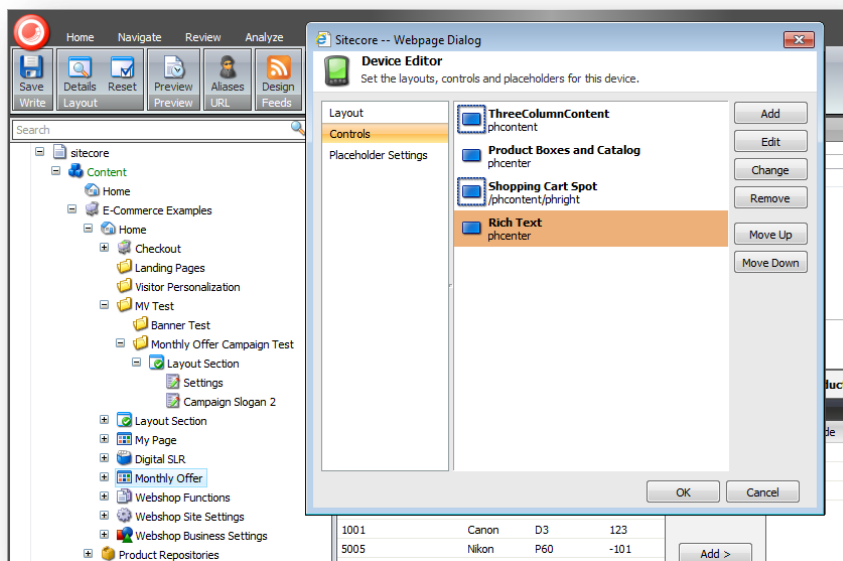 Home Navigate Review Analyze
Save Details Reset Preview Aliases Design
Write Layout Preview URL Feeds
Search
sitecore
Content
Home
E-Commerce Examples
Home
Checkout
Landing Pages
Visitor Personalization
MV Test
Banner Test
Monthly Offer Campaign Test
Layout Section
Settings
Campaign Slogan 2
Layout Section
My Page
Digital SLR
Monthly Offer
Webshop Functions
Webshop Site Settings
Webshop Business Settings
Product Repositories
Sitecore -- Webpage Dialog
Device Editor
Set the layouts, controls and placeholders for this device.
Layout
Controls
Placeholder Settings
ThreeColumnContent
phcontent
Product Boxes and Catalog
phcenter
Shopping Cart Spot
/phcontent/phright
Rich Text
phcenter
Add
Edit
Change
Remove
Move Up
Move Down
OK Cancel
1001 Canon D3 123
5005 Nikon P60 -101
Add >